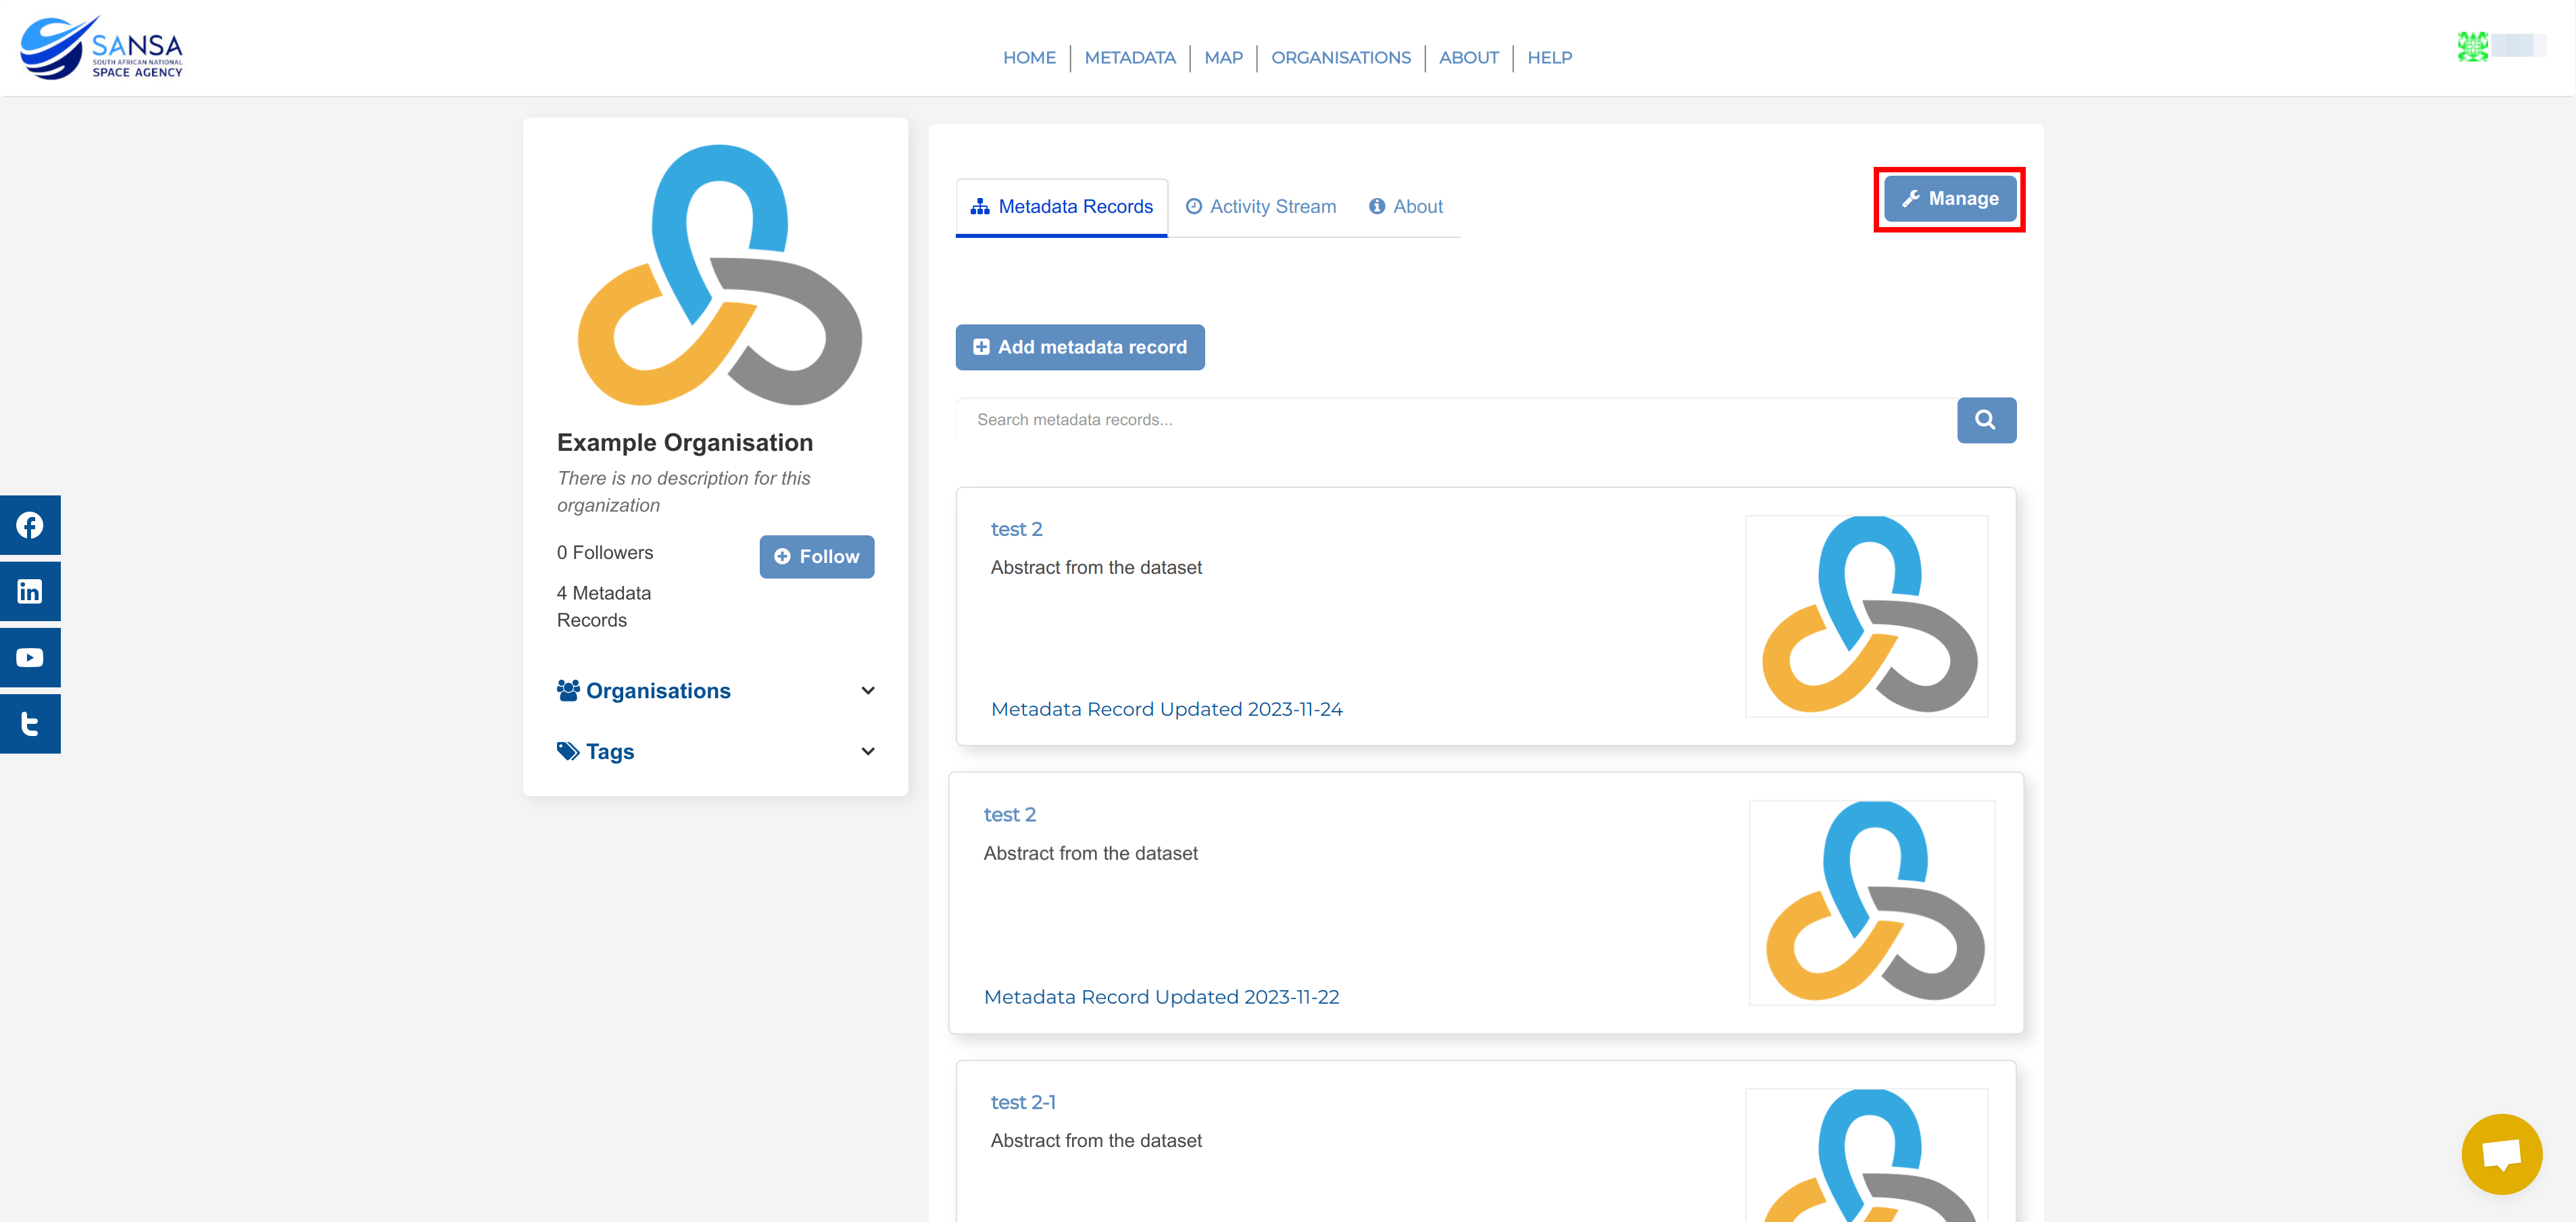 SANSA
SOUTH AFRICAN NATIONAL
SPACE AGENCY
HOME
METADATA
MAP
ORGANISATIONS
ABOUT
HELP
Example Organisation
There is no description for this
organization
0 Followers
Follow
4 Metadata
Records
Organisations
Tags
Metadata Records
Activity Stream
About
Manage
Add metadata record
Search metadata records...
test 2
Abstract from the dataset
Metadata Record Updated 2023-11-24
test 2
Abstract from the dataset
Metadata Record Updated 2023-11-22
test 2-1
Abstract from the dataset